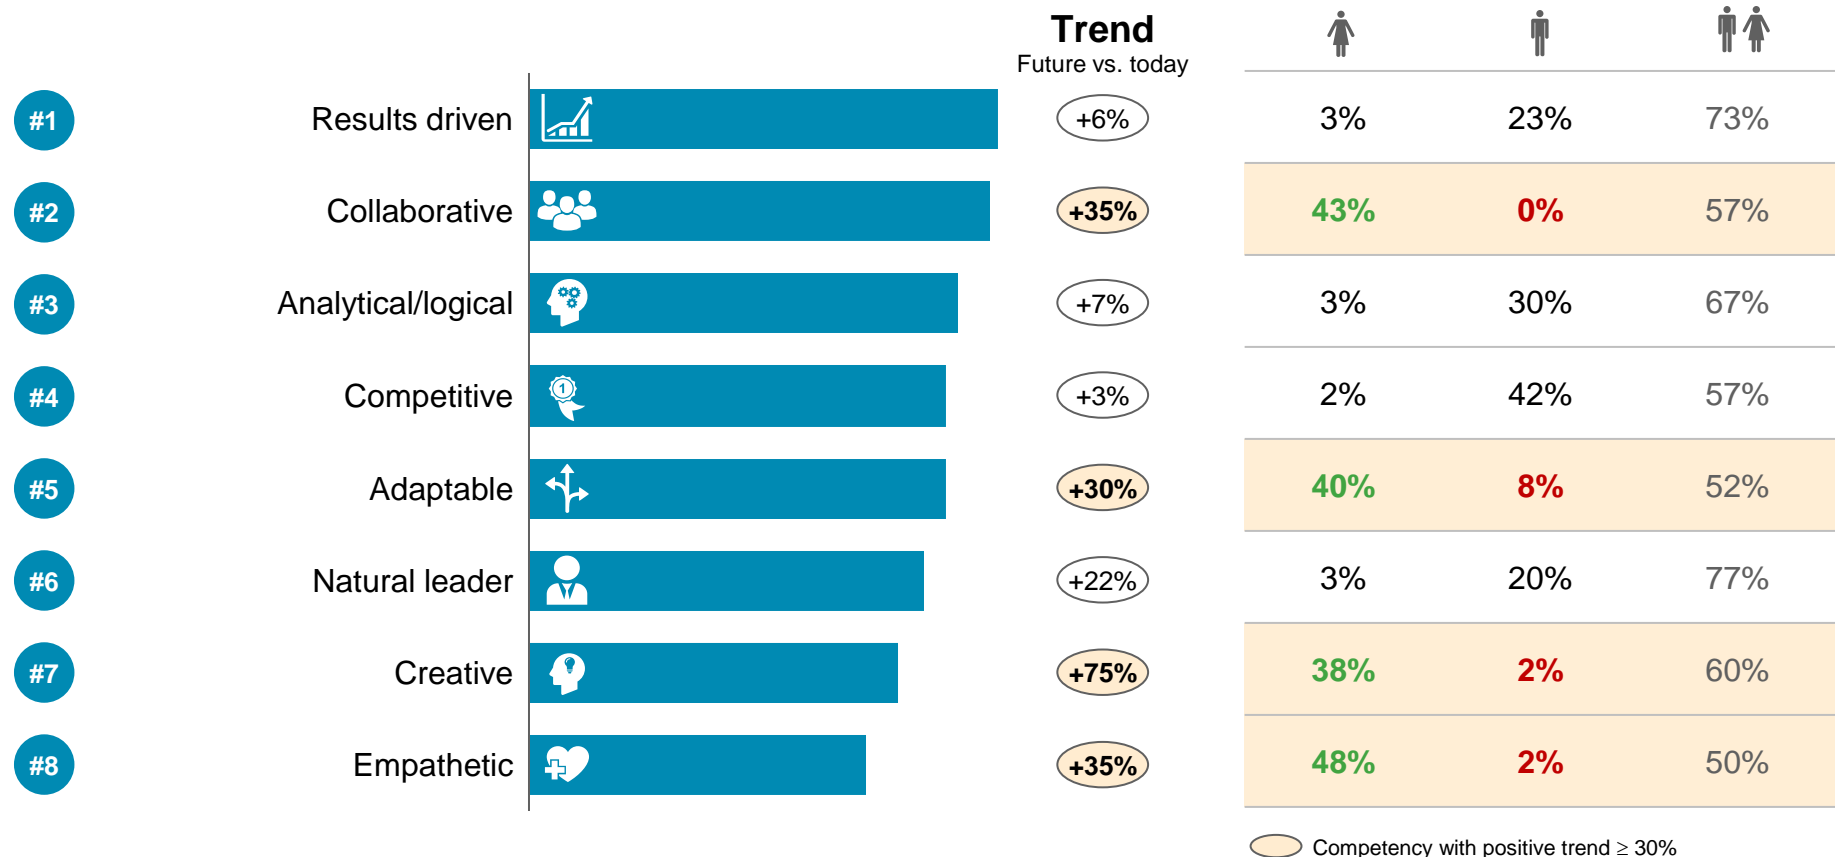 Trend
Future vs. today
#1 Results driven +6% 3% 23% 73%
#2 Collaborative +35% 43% 0% 57%
#3 Analytical/logical +7% 3% 30% 67%
#4 Competitive 1 +3% 2% 42% 57%
#5 Adaptable +30% 40% 8% 52%
#6 Natural leader +22% 3% 20% 77%
#7 Creative +75% 38% 2% 60%
#8 Empathetic +35% 48% 2% 50%
Competency with positive trend ≥ 30%